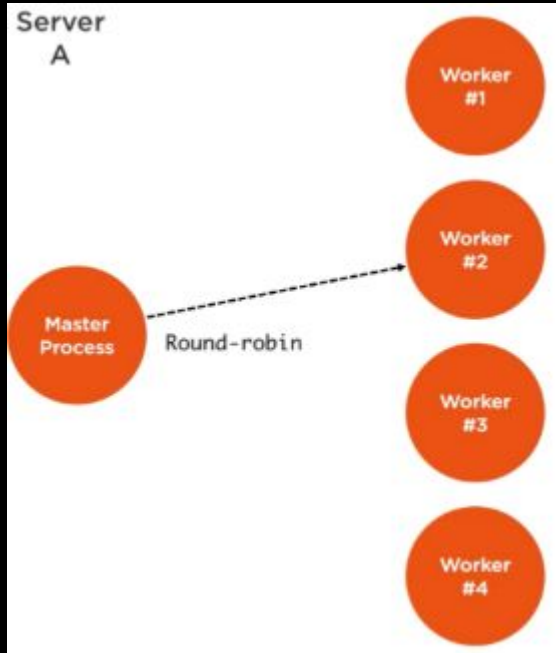 Server
A
Worker
#1
Worker
#2
Master
Process
Round-robin
Worker
#3
Worker
#4